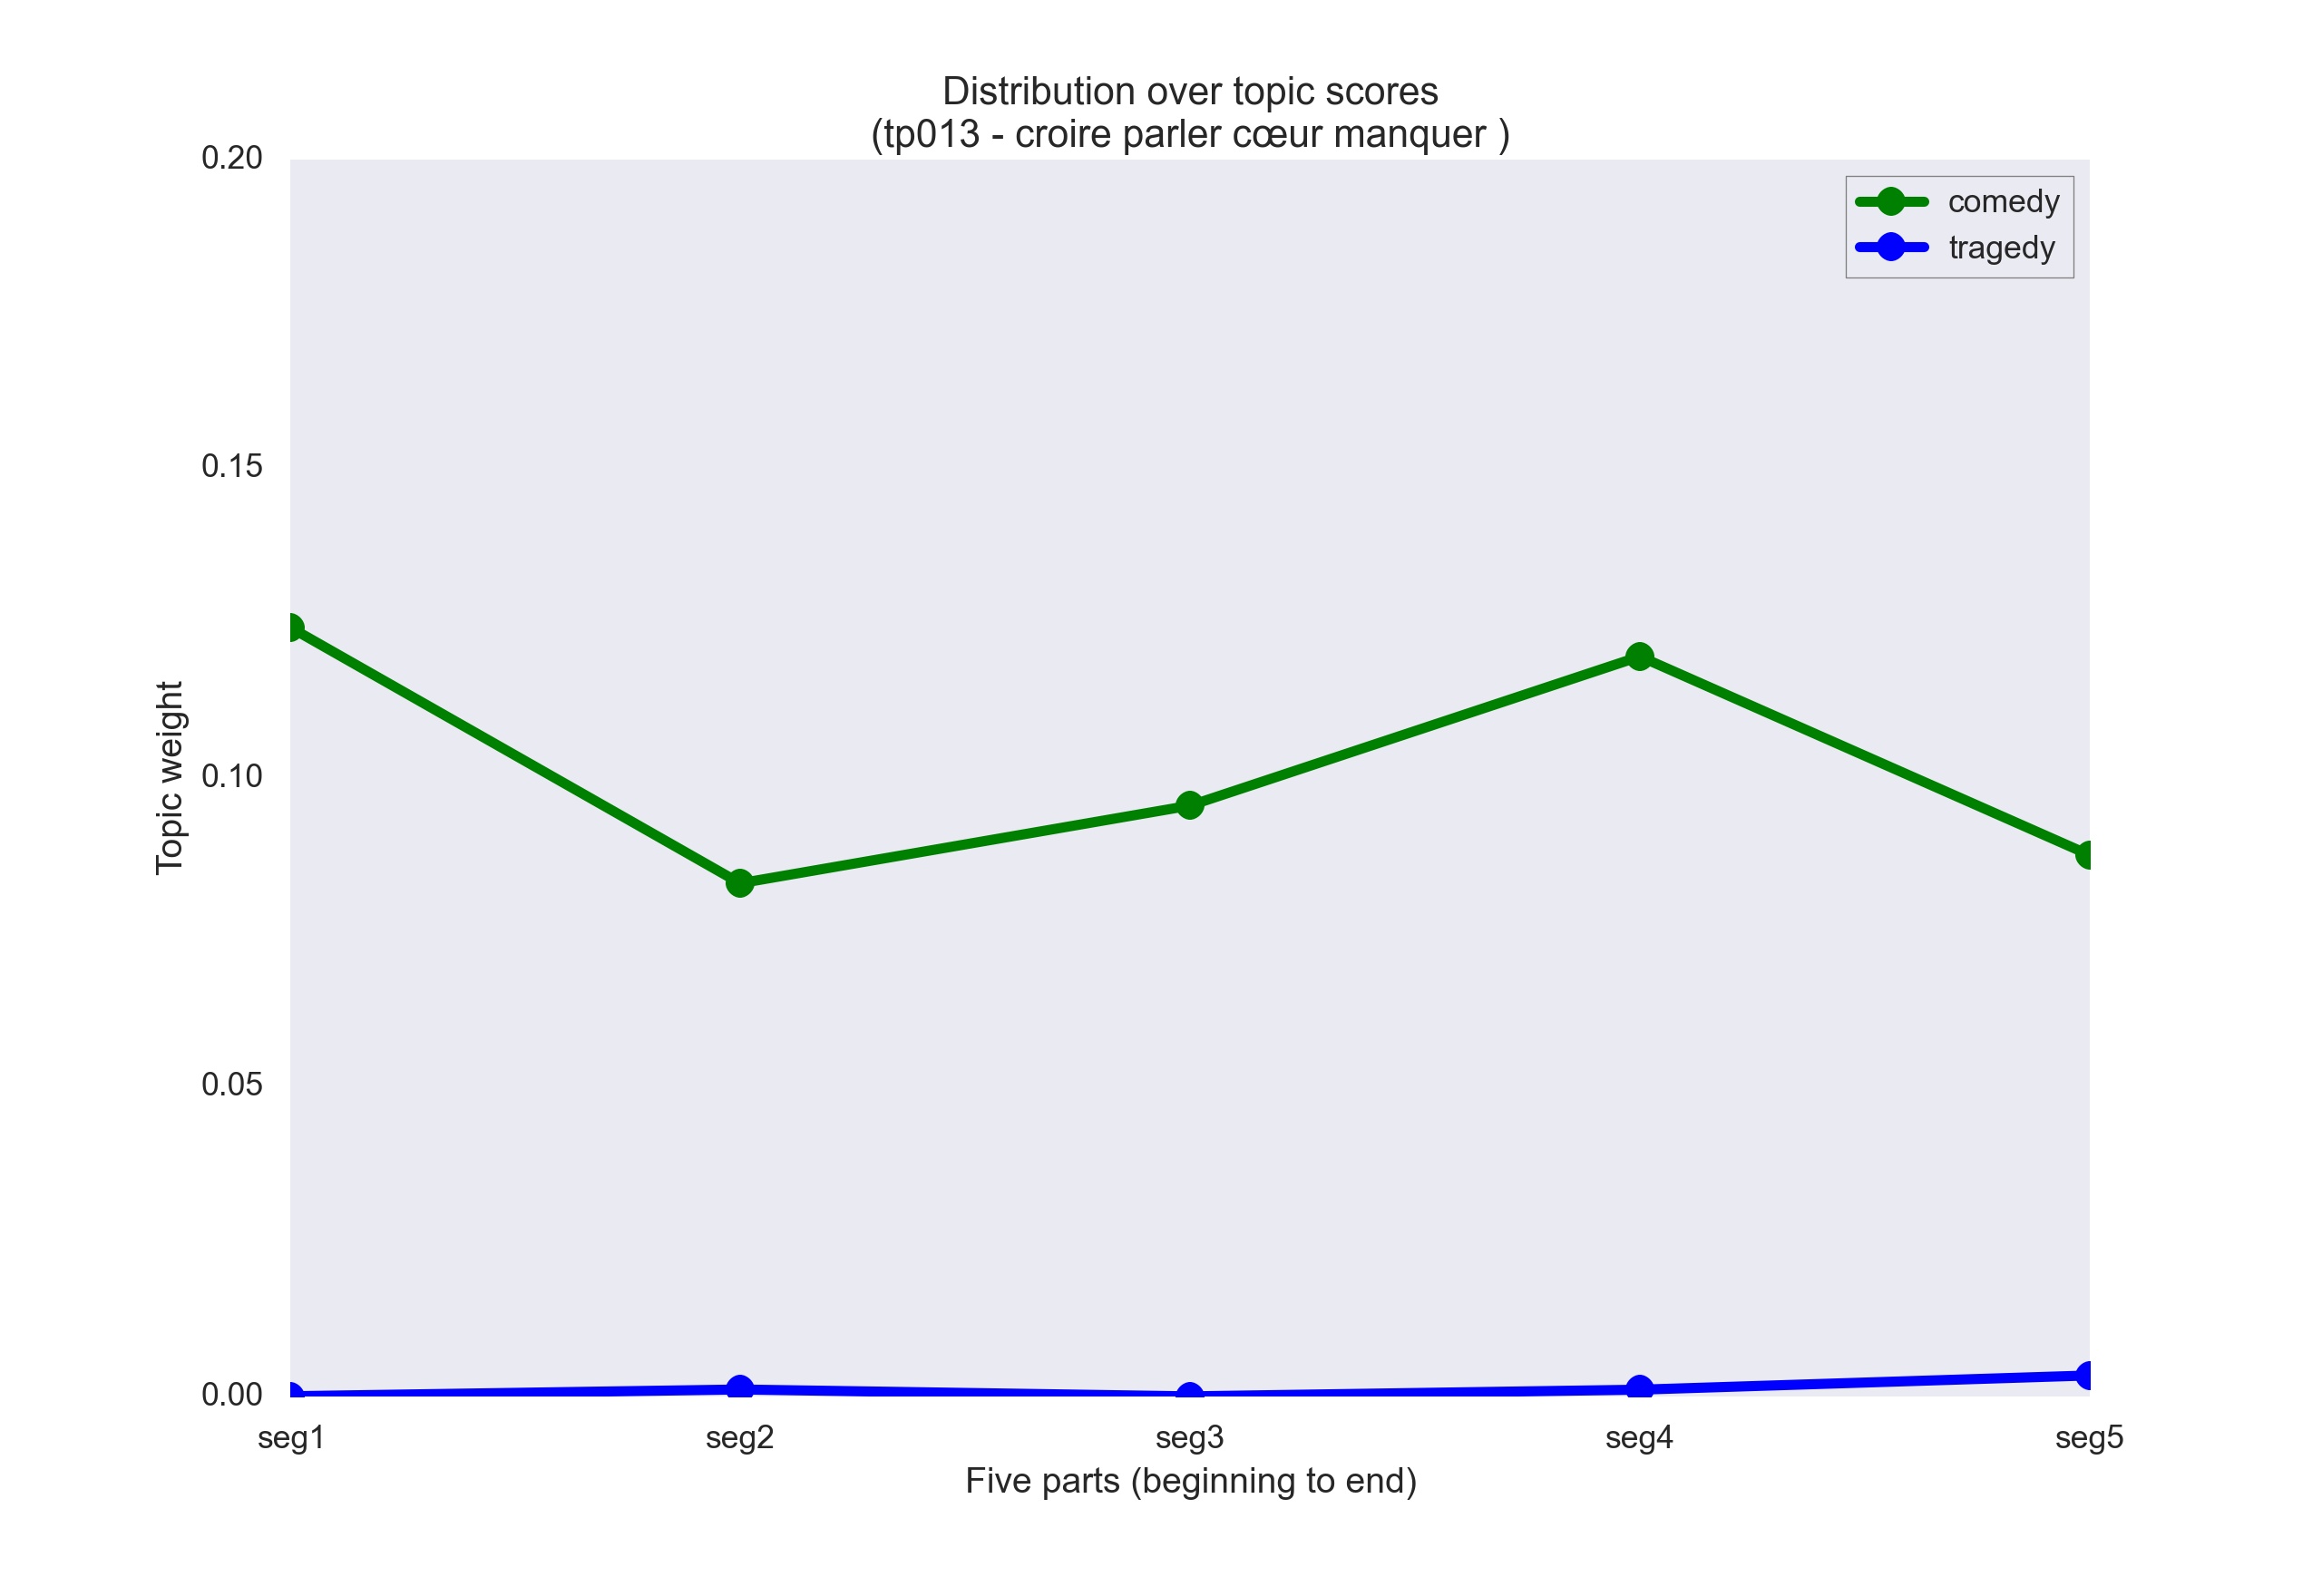 Distribution over topic scores
(tp013 - croire parler cœur manquer )
comedy
tragedy
0.20
0.15
0.10
0.05
0.00
Topic weight
seg1 seg2 seg3 seg4 seg5
Five parts (beginning to end)